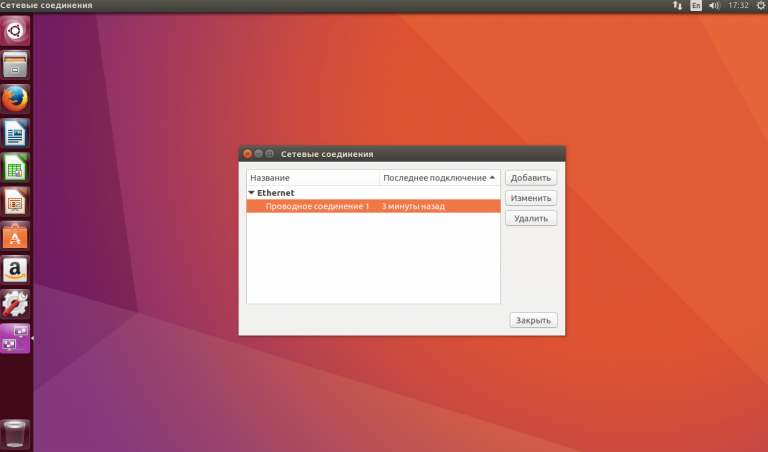 Сетевые соединения
En
17:32
Сетевые соединения
Название Последнее подключение
Ethernet
Проводное соединение 1 3 минуты назад
Добавить
Изменить
Удалить
Закрыть